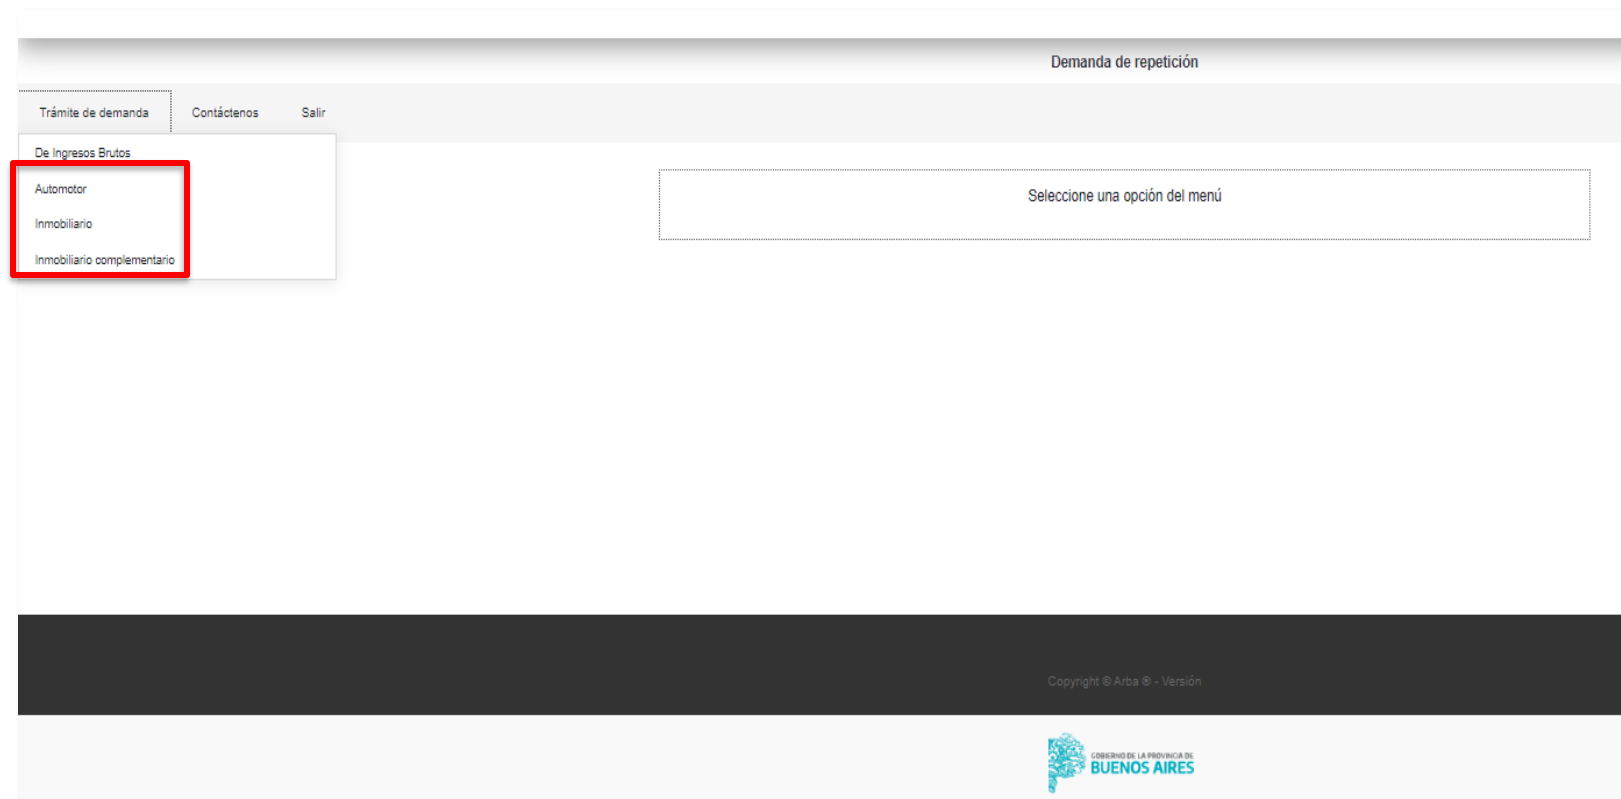 Demanda de repetición
Trámite de demanda Contáctenos Salir
De Ingresos Brutos
Automotor
Inmobiliario
Inmobiliario complementario
Seleccione una opción del menú
Copyright © Arba ® - Versión
GOBIERNO DE LA PROVINCIA DE
BUENOS AIRES